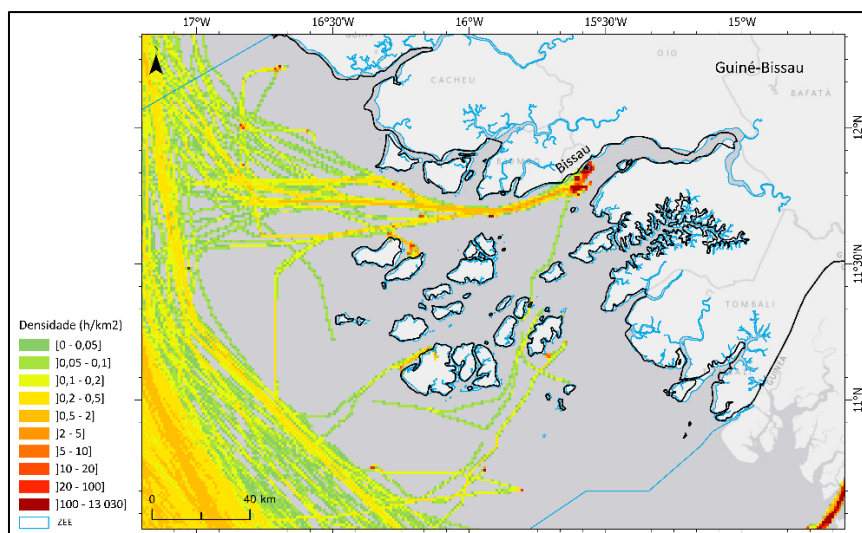 17°W
16°30'W
16°W
15°30'W
15°W
Guiné-Bissau
OIO
CACHEU
BAFATÁ
12°N
Bissau
11°30'N
TOMBALI
GUINEA
11°N
Densidade (h/km2)
[0 - 0,05]
]0,05 - 0,1]
]0,1 - 0,2]
]0,2 - 0,5]
]0,5 - 2]
]2 - 5]
]5 - 10]
]10 - 20]
]20 - 100]
]100 - 13 030]
ZEE
0
40 km